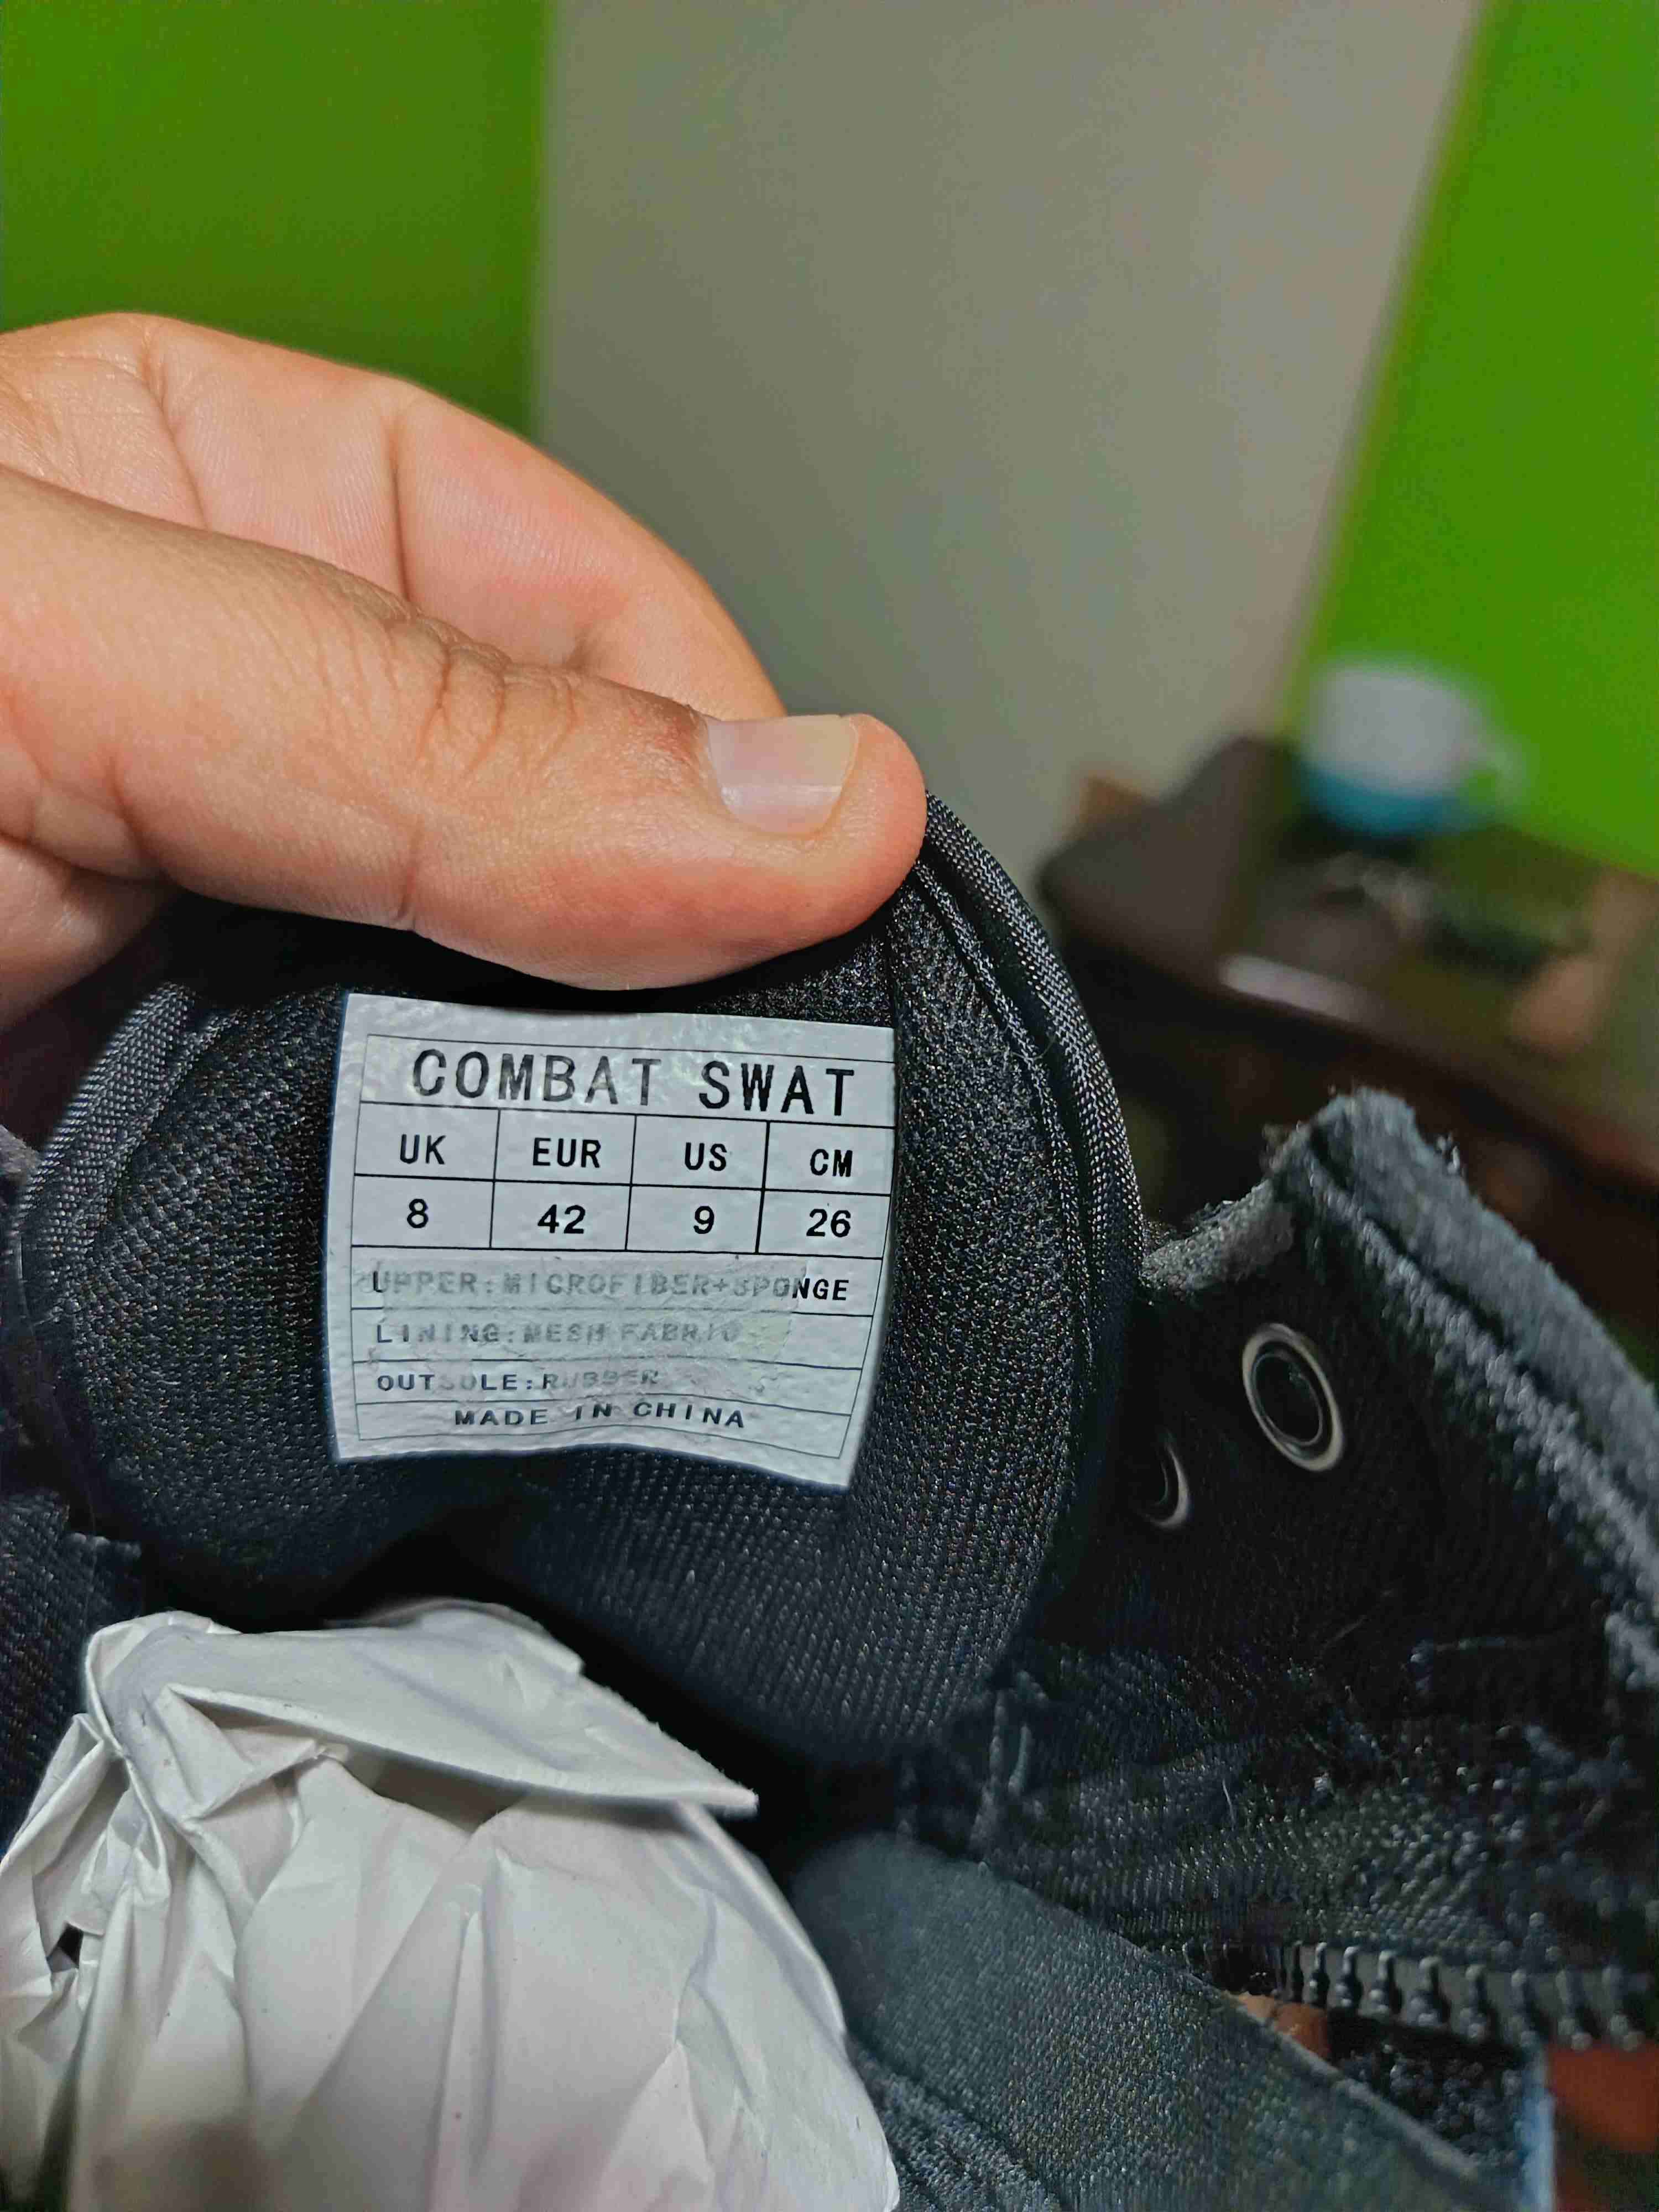 COMBAT SWAT
UK EUR US CM
8 42 9 26
UPPER:MICROFIBER+SPONGE
LINING:MESH FABRIC
OUTSOLE:RUBBER
MADE IN CHINA